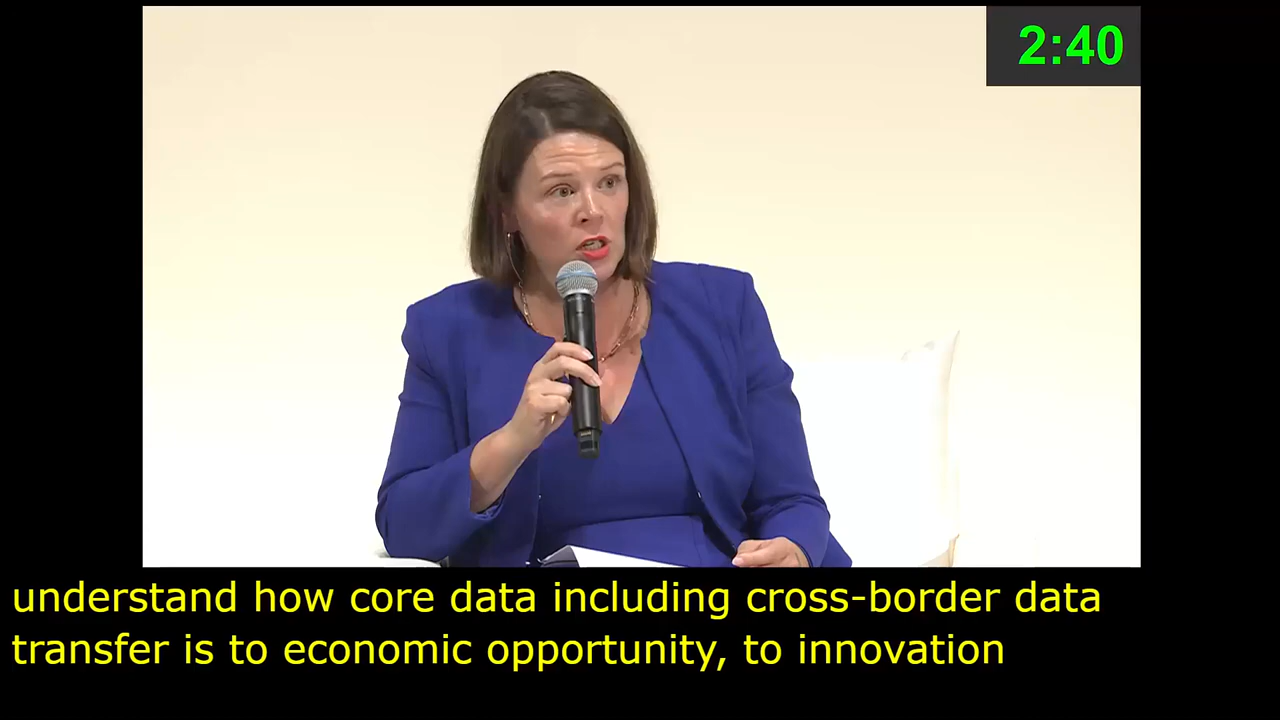 2:40
understand how core data including cross-border data
transfer is to economic opportunity, to innovation